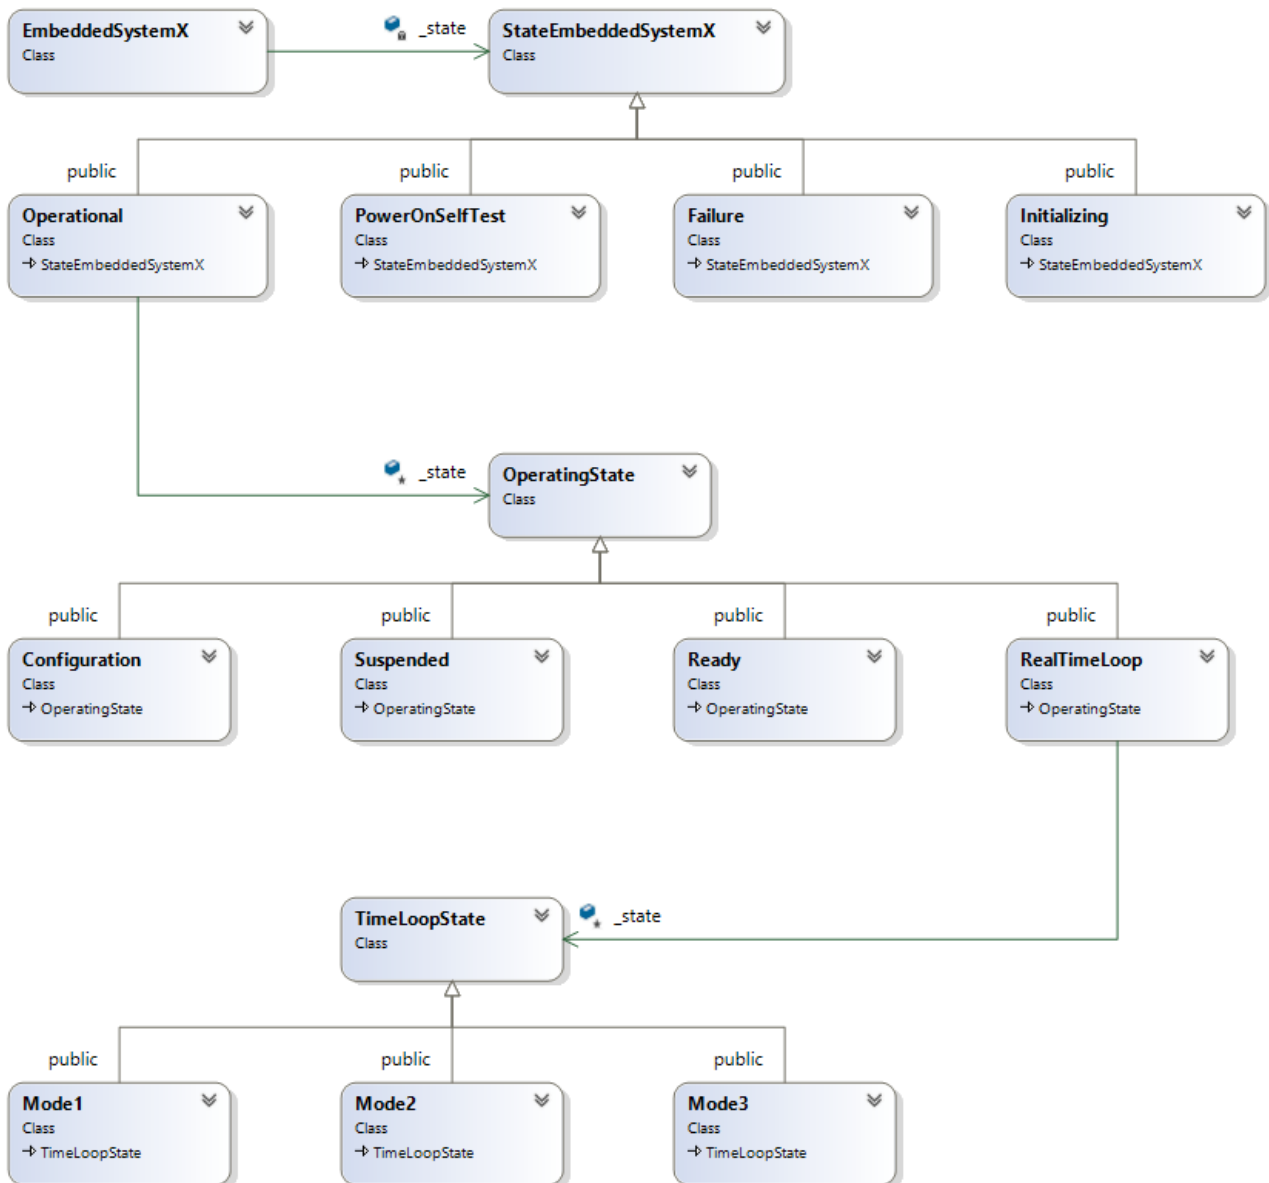 EmbeddedSystemX
Class
_state
StateEmbeddedSystemX
Class
public
public
public
public
Operational
Class
StateEmbeddedSystemX
PowerOnSelfTest
Class
StateEmbeddedSystemX
Failure
Class
StateEmbeddedSystemX
Initializing
Class
StateEmbeddedSystemX
_state
OperatingState
Class
public
public
public
public
Configuration
Class
OperatingState
Suspended
Class
OperatingState
Ready
Class
OperatingState
RealTimeLoop
Class
OperatingState
TimeLoopState
Class
_state
public
public
public
Mode1
Class
TimeLoopState
Mode2
Class
TimeLoopState
Mode3
Class
TimeLoopState